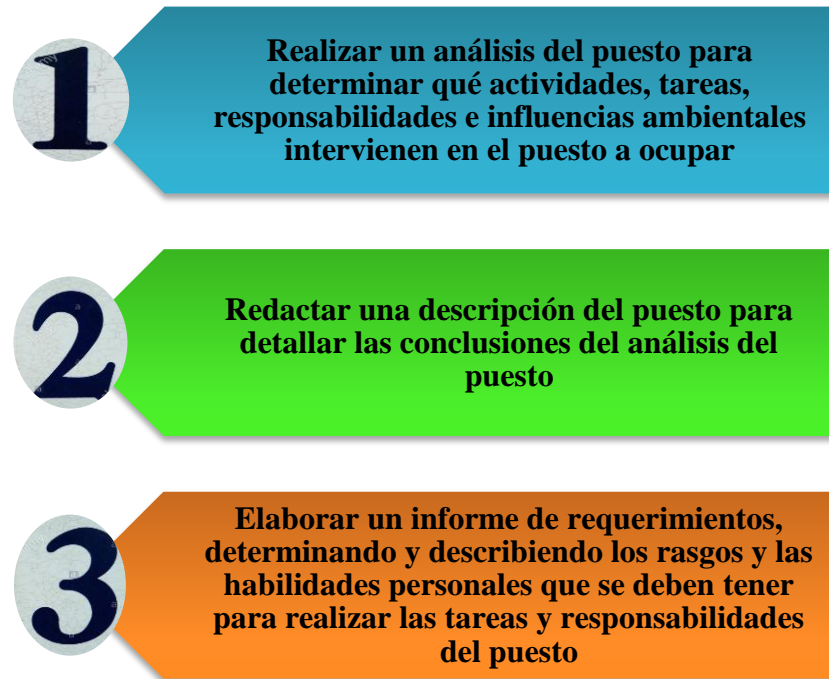 1
Realizar un análisis del puesto para
determinar qué actividades, tareas,
responsabilidades e influencias ambientales
intervienen en el puesto a ocupar
2
Redactar una descripción del puesto para
detallar las conclusiones del análisis del
puesto
3
Elaborar un informe de requerimientos,
determinando y describiendo los rasgos y las
habilidades personales que se deben tener
para realizar las tareas y responsabilidades
del puesto